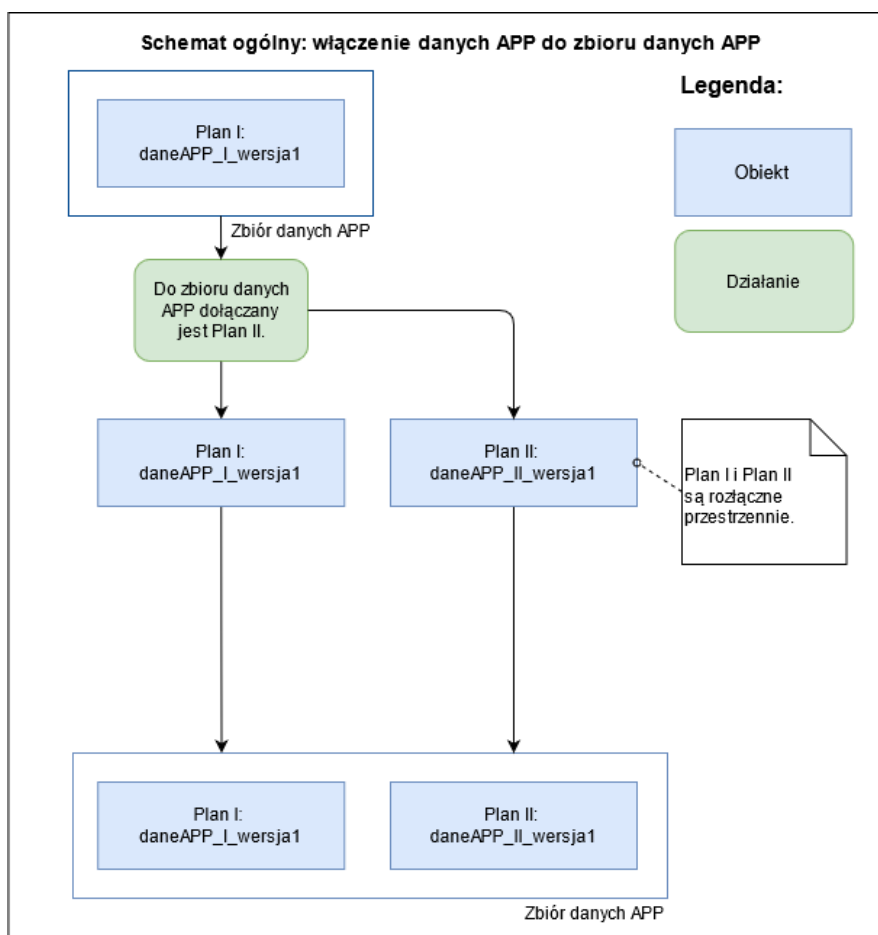 Schemat ogólny: włączenie danych APP do zbioru danych APP
Legenda:
Plan I:
daneAPP_I_wersja1
Obiekt
Zbiór danych APP
Działanie
Do zbioru danych
APP dołączany
jest Plan II.
Plan I:
daneAPP_I_wersja1
Plan II:
daneAPP_II_wersja1
Plan I i Plan II
są rozłączne
przestrzennie.
Plan I:
daneAPP_I_wersja1
Plan II:
daneAPP_II_wersja1
Zbiór danych APP